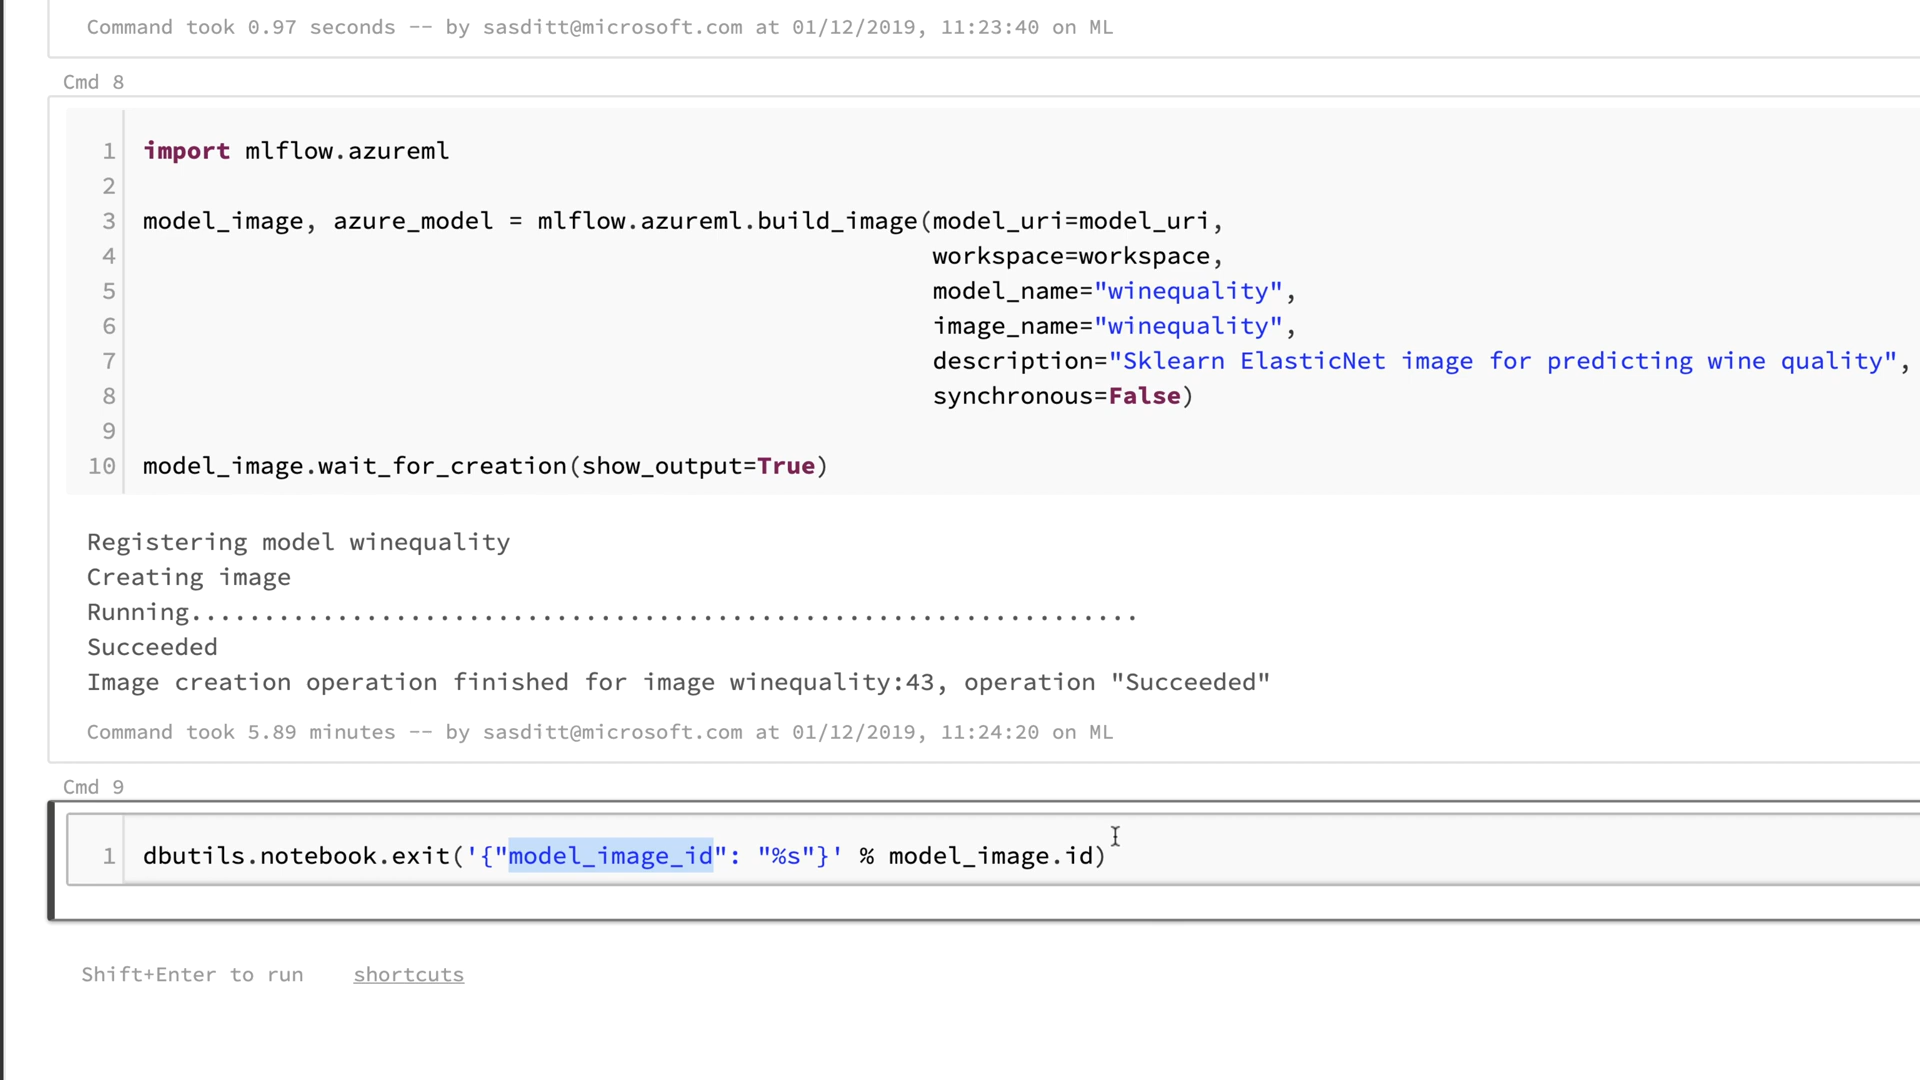 Command took 0.97 seconds -- by sasditt@microsoft.com at 01/12/2019, 11:23:40 on ML
Cmd 8
1 import mlflow.azureml
2
3 model_image, azure_model = mlflow.azureml.build_image(model_uri=model_uri,
4 workspace=workspace,
5 model_name="winequality",
6 image_name="winequality",
7 description="Sklearn ElasticNet image for predicting wine quality",
8 synchronous=False)
9
10 model_image.wait_for_creation(show_output=True)
Registering model winequality
Creating image
Running.................................................................
Succeeded
Image creation operation finished for image winequality:43, operation "Succeeded"
Command took 5.89 minutes -- by sasditt@microsoft.com at 01/12/2019, 11:24:20 on ML
Cmd 9
1 dbutils.notebook.exit('{"model_image_id": "%s"}' % model_image.id)
Shift+Enter to run shortcuts